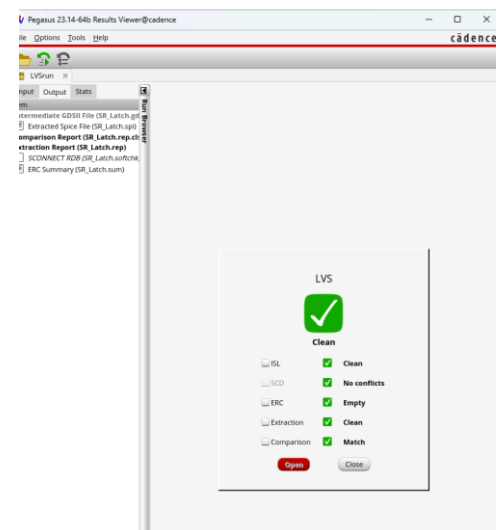 Pegasus 23.14-64b Results Viewer@cadence
ile Options Tools Help
cādence
LVSrun
nput Output Stats
em
ntermediate GDSII File (SR_Latch.gd
Extracted Spice File (SR_Latch.spi)
omparison Report (SR_Latch.rep.cls
xtraction Report (SR_Latch.rep)
SCONNECT RDB (SR_Latch.softchk
ERC Summary (SR_Latch.sum)
Run Browser
LVS
Clean
ISL Clean
SCD No conflicts
ERC Empty
Extraction Clean
Comparison Match
Open Close